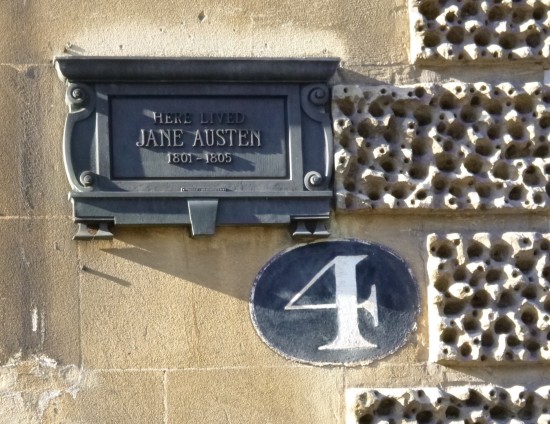 HERE LIVED
JANE AUSTEN
1801 - 1805
4